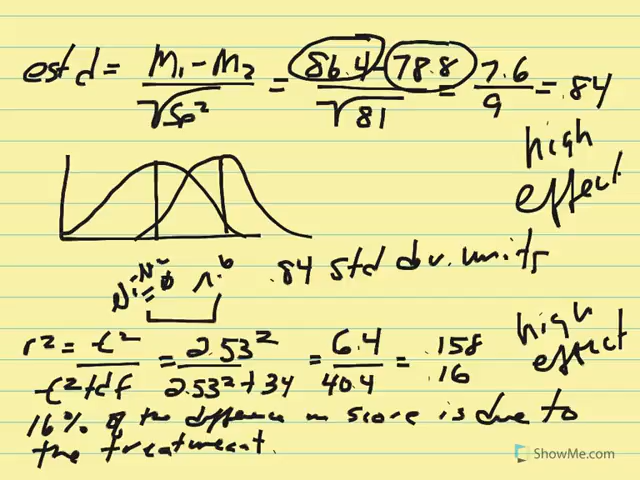 est d = M₁ - M₂ / √Sp² = 86.4 - 78.8 / √81 = 7.6 / 9 = .84
high
effect
.84 std dv. units
r² = t² / t² + df = 2.53² / 2.53² + 34 = 6.4 / 40.4 = .158
.16
high
effect
16% of the difference in score is due to
the treatment.
ShowMe.com